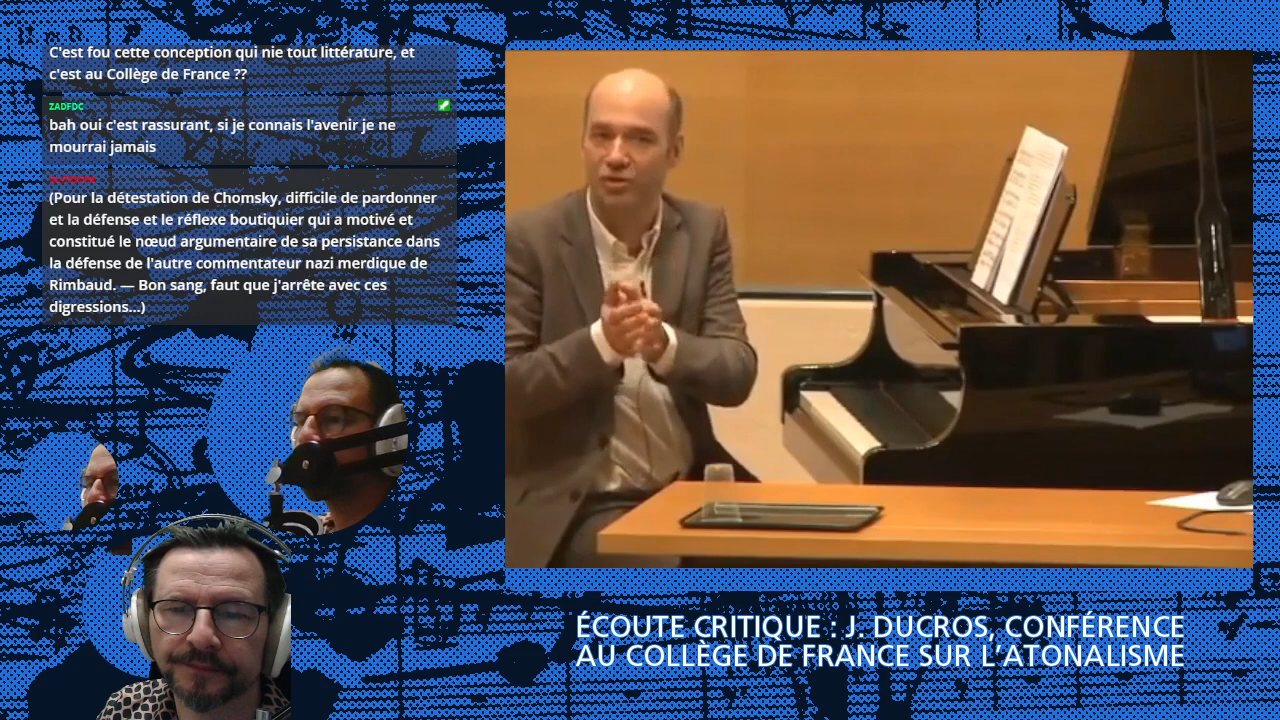 C'est fou cette conception qui nie tout littérature, et
c'est au Collège de France ??
ZADFDC
bah oui c'est rassurant, si je connais l'avenir je ne
mourrai jamais
(Pour la détestation de Chomsky, difficile de pardonner
et la défense et le réflexe boutiquier qui a motivé et
constitué le nœud argumentaire de sa persistance dans
la défense de l'autre commentateur nazi merdique de
Rimbaud. — Bon sang, faut que j'arrête avec ces
digressions...)
ÉCOUTE CRITIQUE : J. DUCROS, CONFÉRENCE
AU COLLÈGE DE FRANCE SUR L'ATONALISME